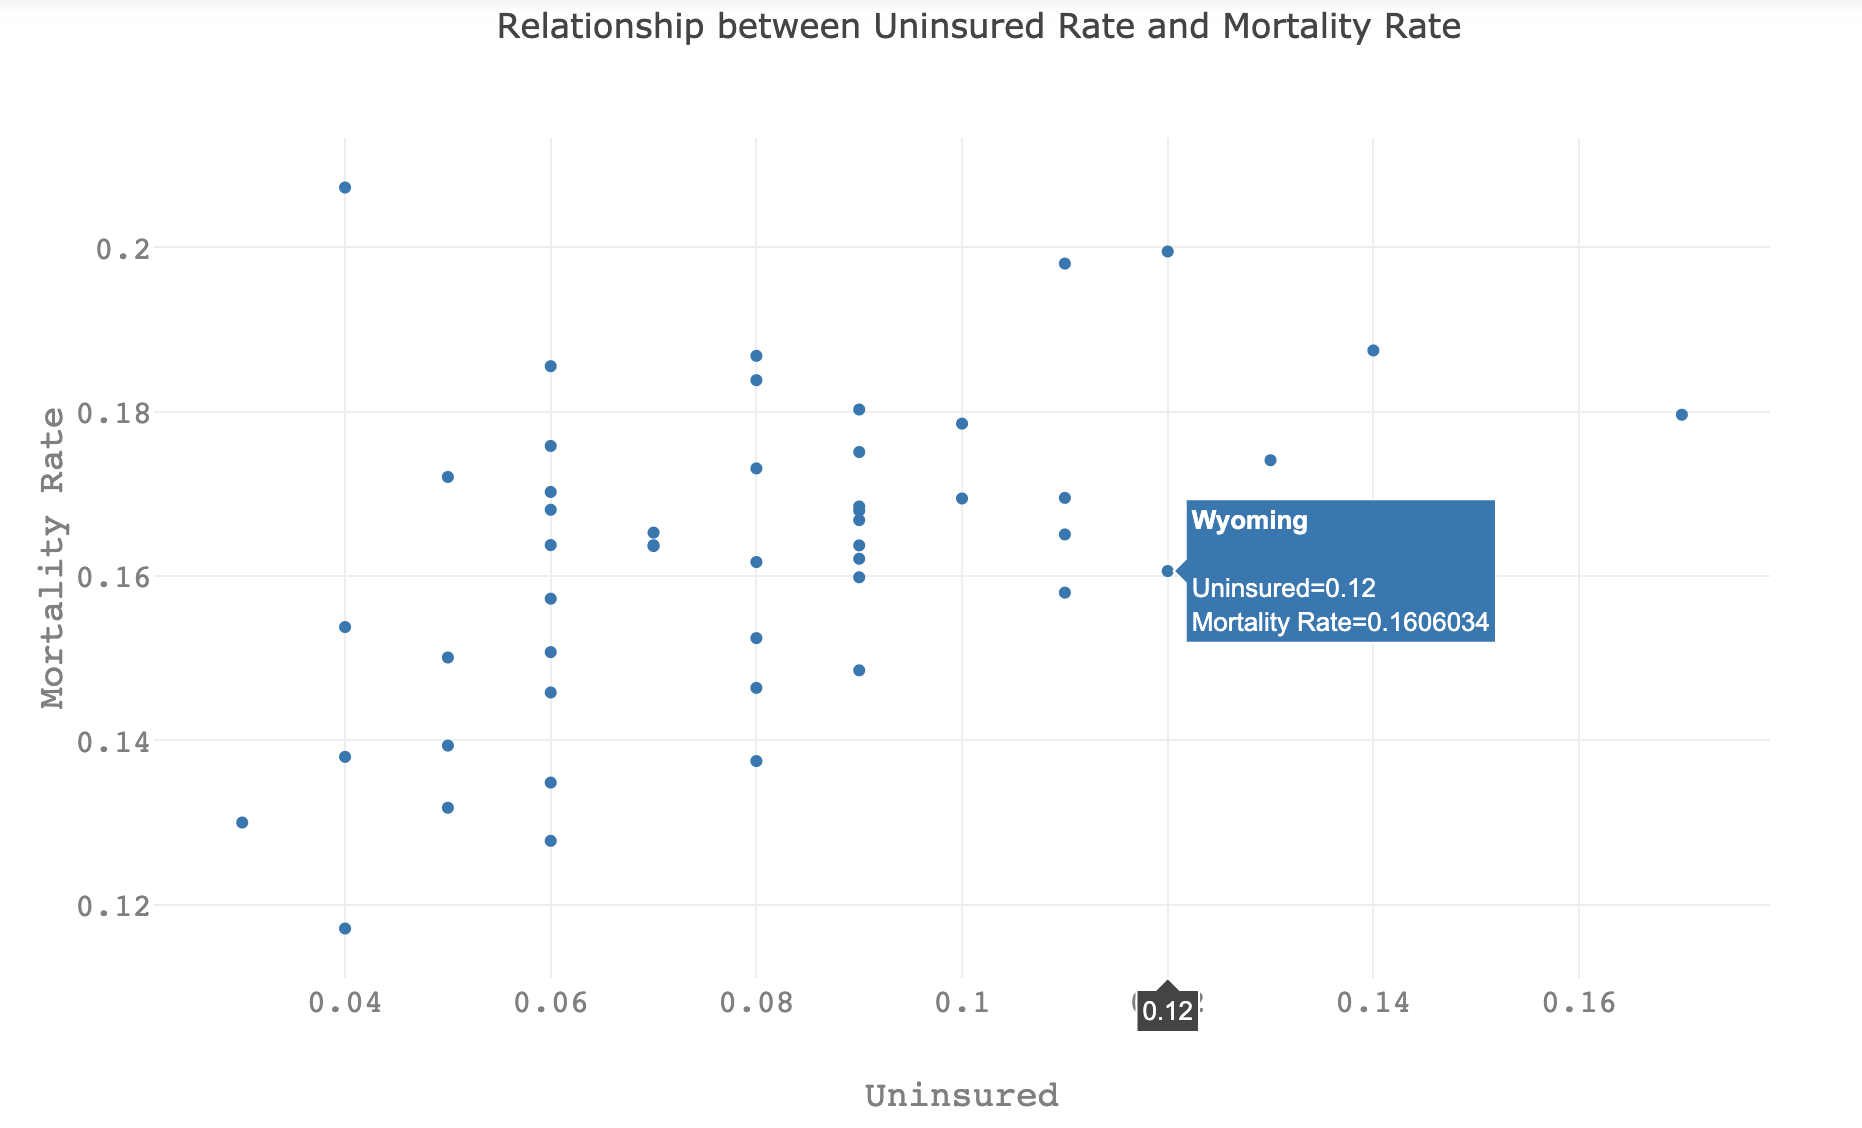 Relationship between Uninsured Rate and Mortality Rate
0.2
0.18
0.16
0.14
0.12
Mortality Rate
Wyoming
Uninsured=0.12
Mortality Rate=0.1606034
0.04
0.06
0.08
0.1
0.12
0.14
0.16
Uninsured